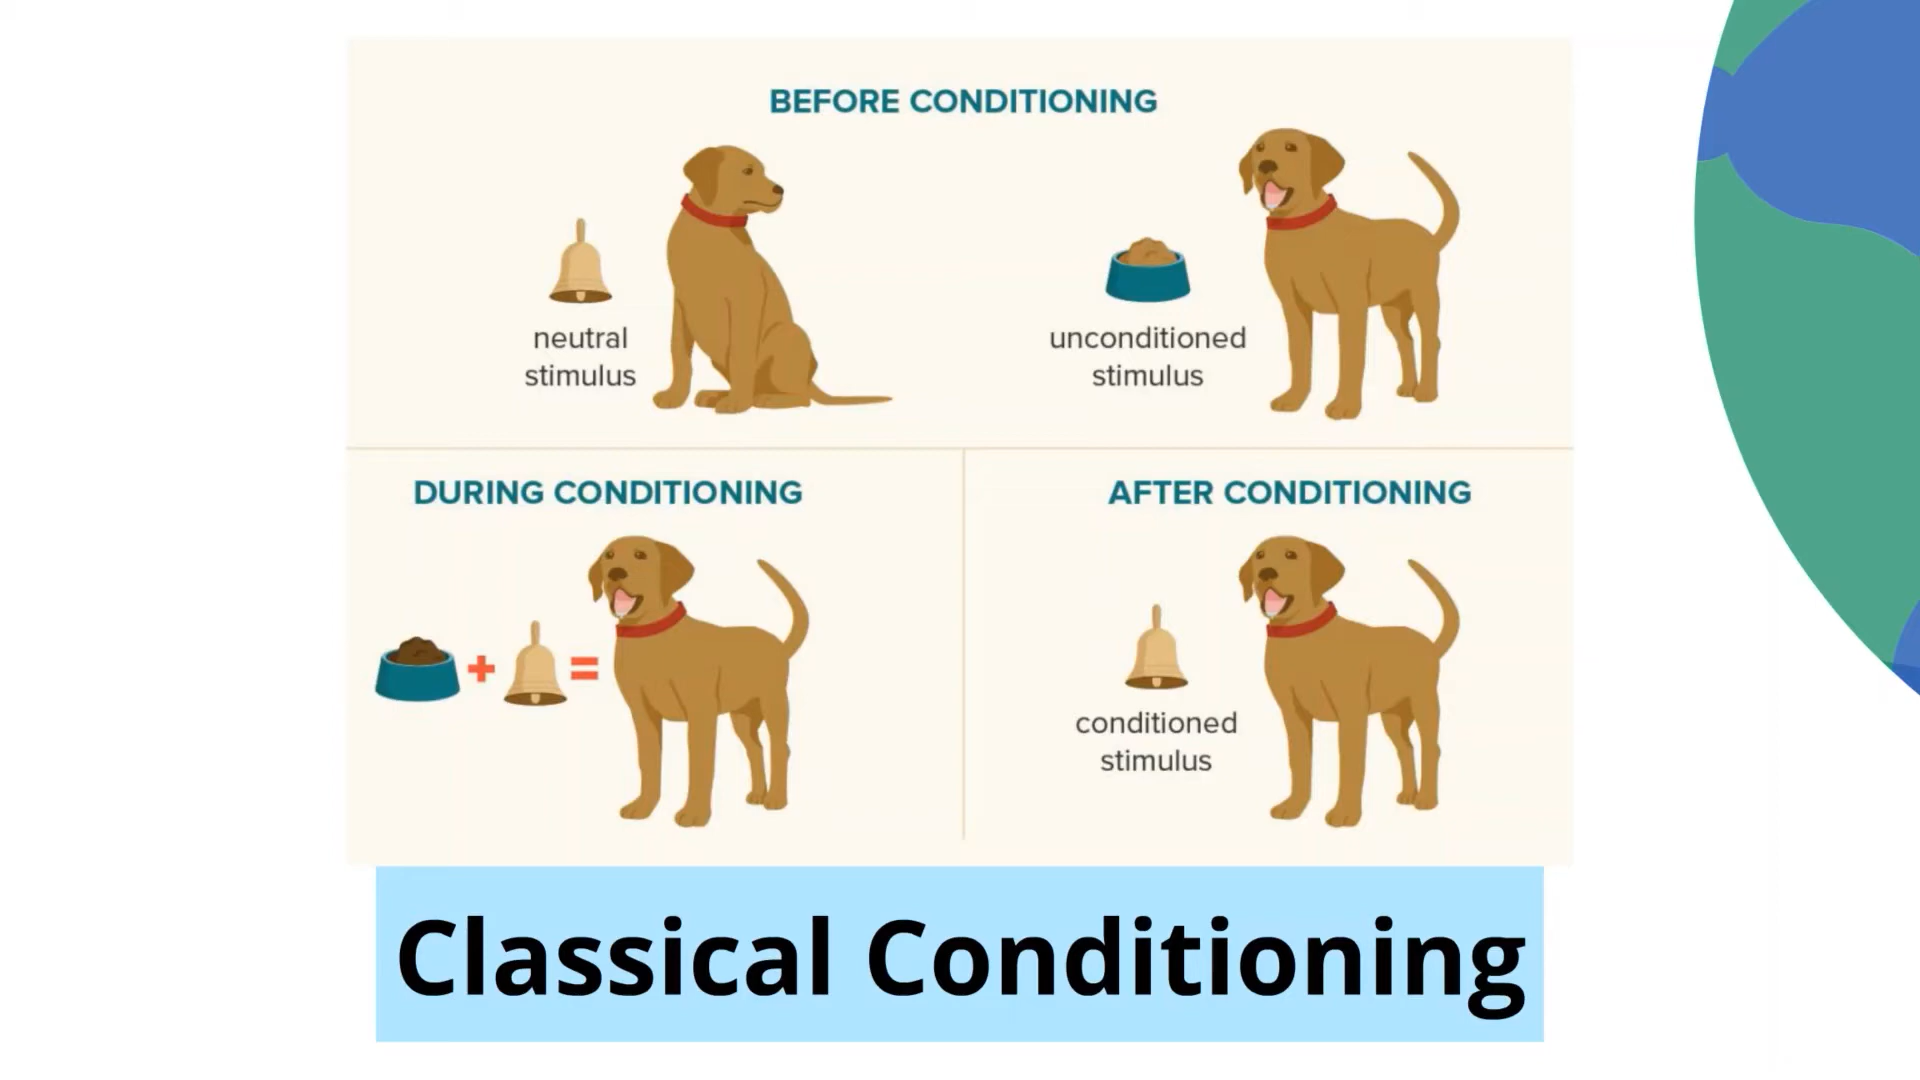 BEFORE CONDITIONING
neutral
stimulus
unconditioned
stimulus
DURING CONDITIONING
+
=
AFTER CONDITIONING
conditioned
stimulus
Classical Conditioning